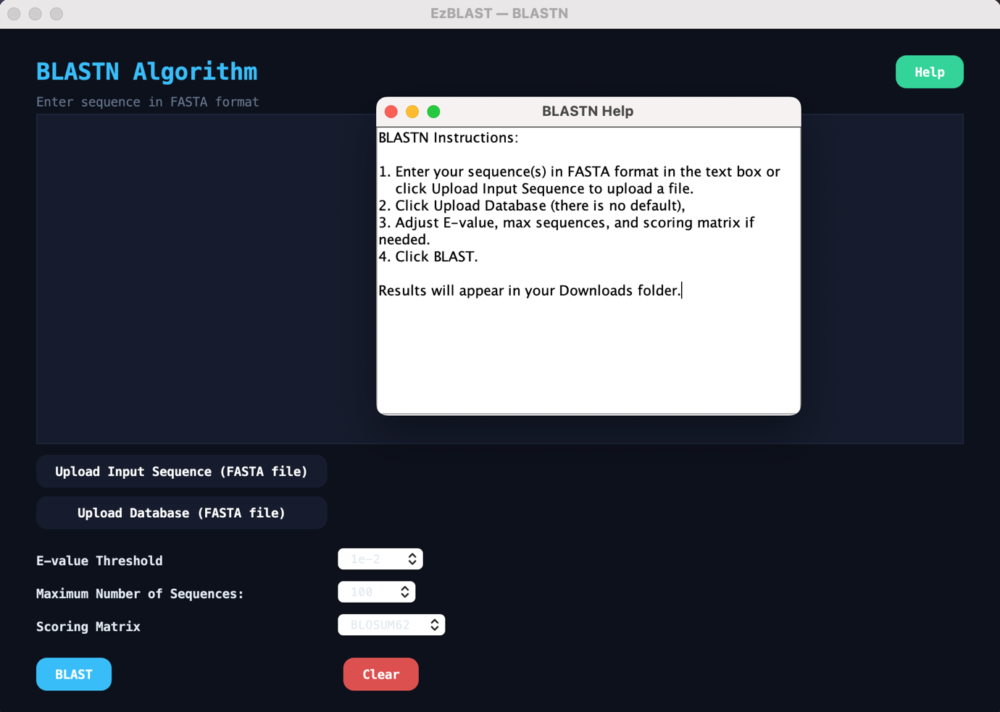 EzBLAST — BLASTN
BLASTN Algorithm
Help
Enter sequence in FASTA format
BLASTN Help
BLASTN Instructions:
1. Enter your sequence(s) in FASTA format in the text box or
click Upload Input Sequence to upload a file.
2. Click Upload Database (there is no default),
3. Adjust E-value, max sequences, and scoring matrix if
needed.
4. Click BLAST.
Results will appear in your Downloads folder.
Upload Input Sequence (FASTA file)
Upload Database (FASTA file)
E-value Threshold
1e-2
Maximum Number of Sequences:
100
Scoring Matrix
BLOSUM62
BLAST
Clear